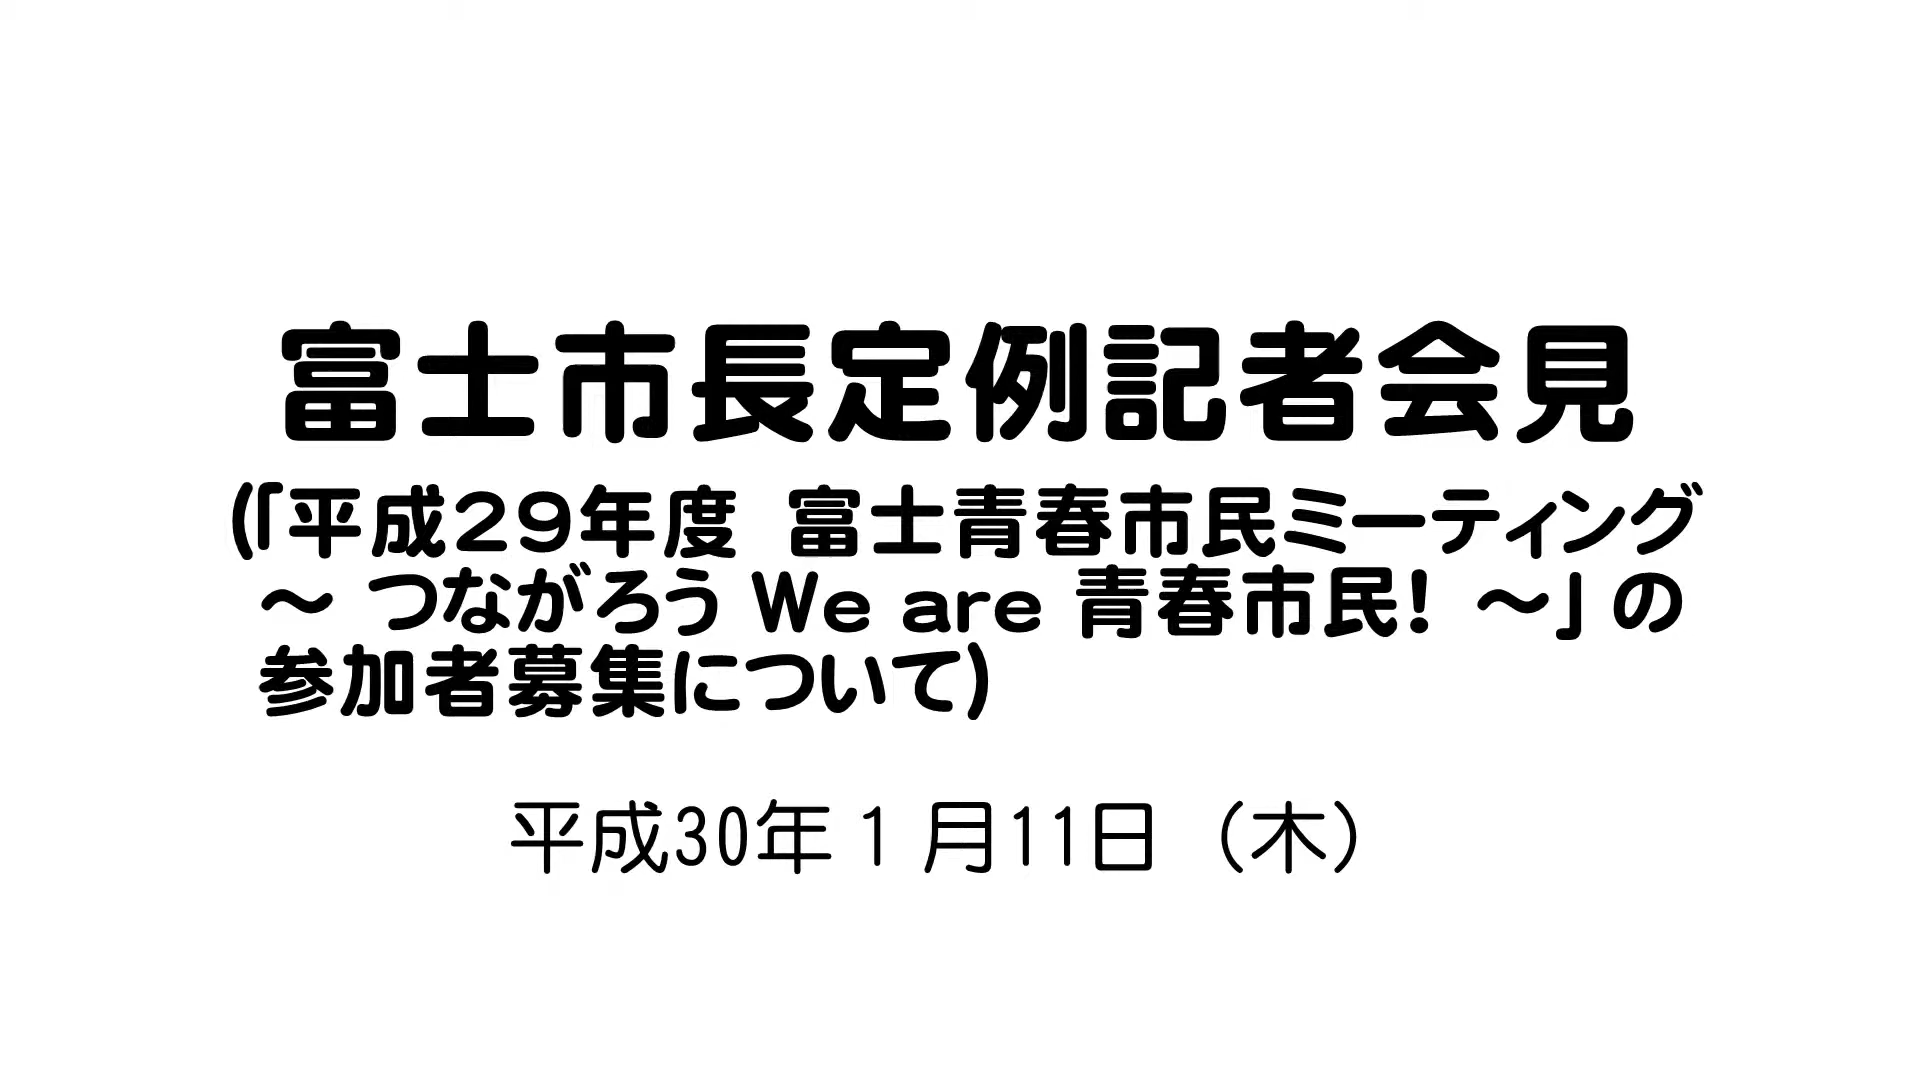 富士市長定例記者会見
(「平成29年度 富士青春市民ミーティング
～ つながろう We are 青春市民! ～」の
参加者募集について)
平成30年1月11日（木）